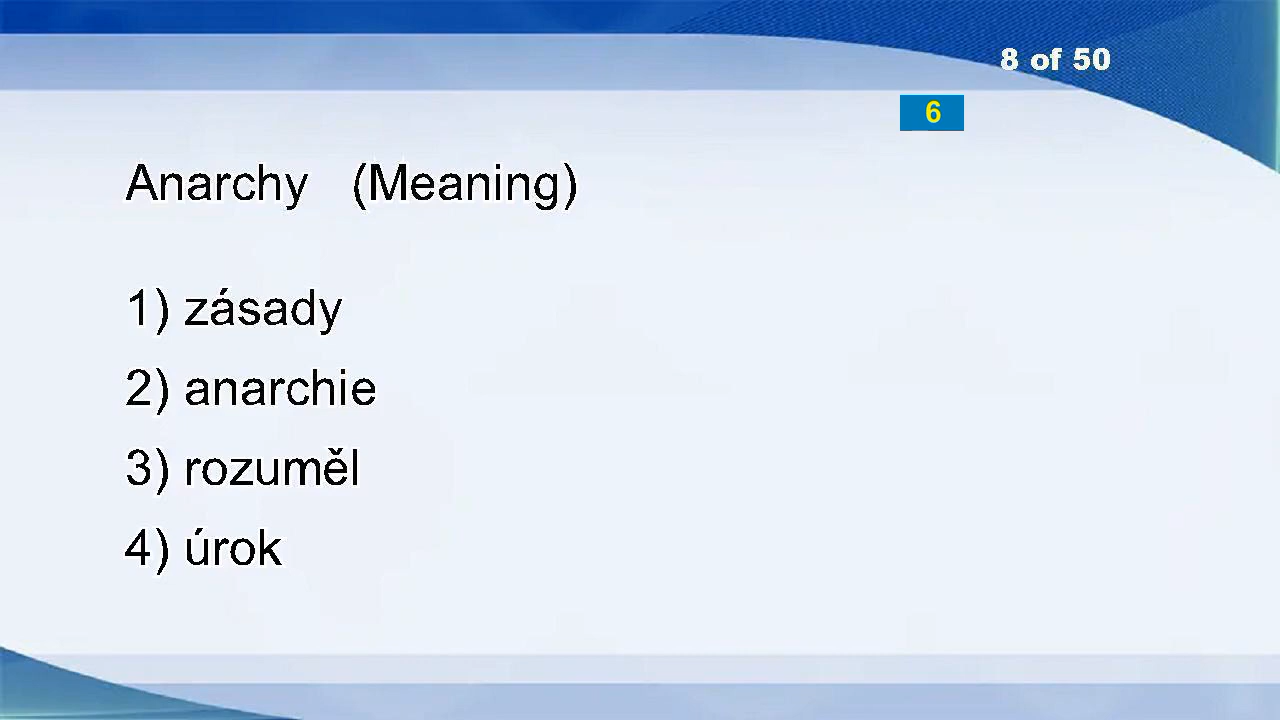 8 of 50
6
Anarchy (Meaning)
1) zásady
2) anarchie
3) rozuměl
4) úrok